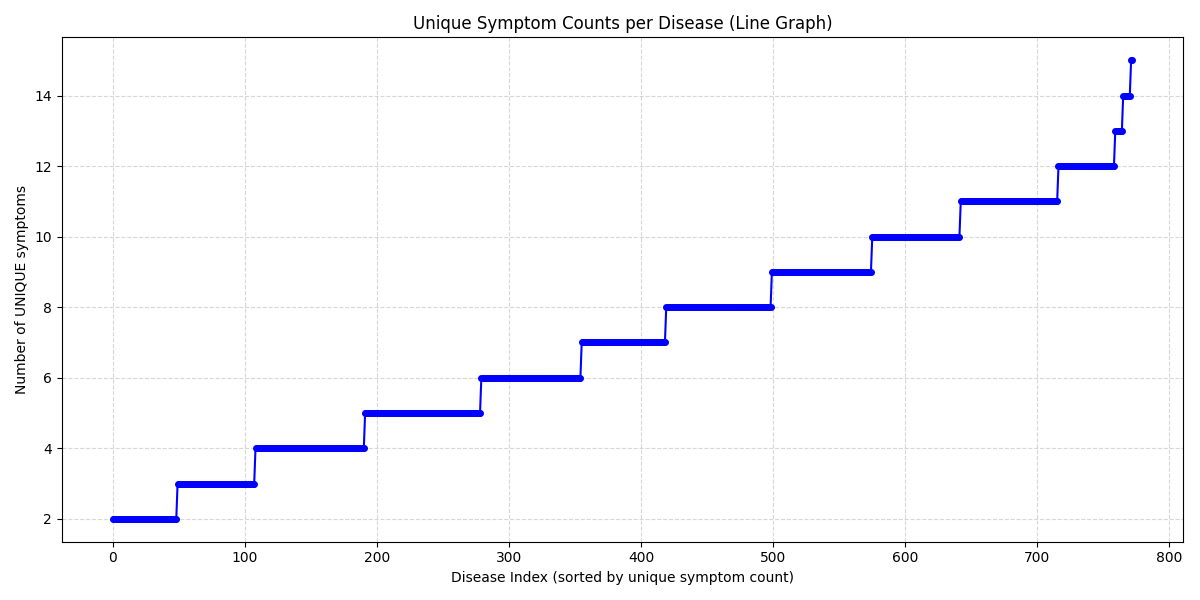 Unique Symptom Counts per Disease (Line Graph)
Number of UNIQUE symptoms
14
12
10
8
6
4
2
0 100 200 300 400 500 600 700 800
Disease Index (sorted by unique symptom count)